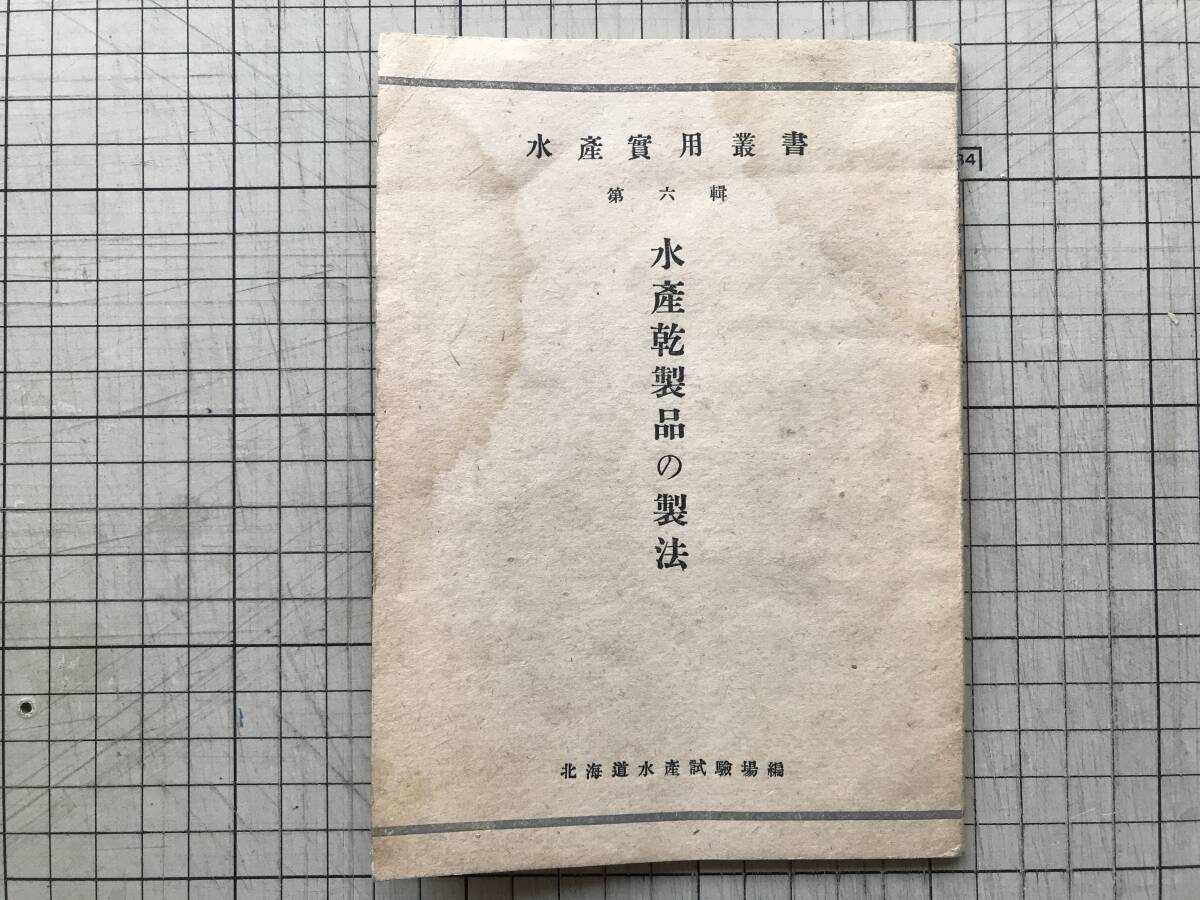 水產實用叢書
第六輯
水產乾製品の製法
北海道水產試驗場編
34